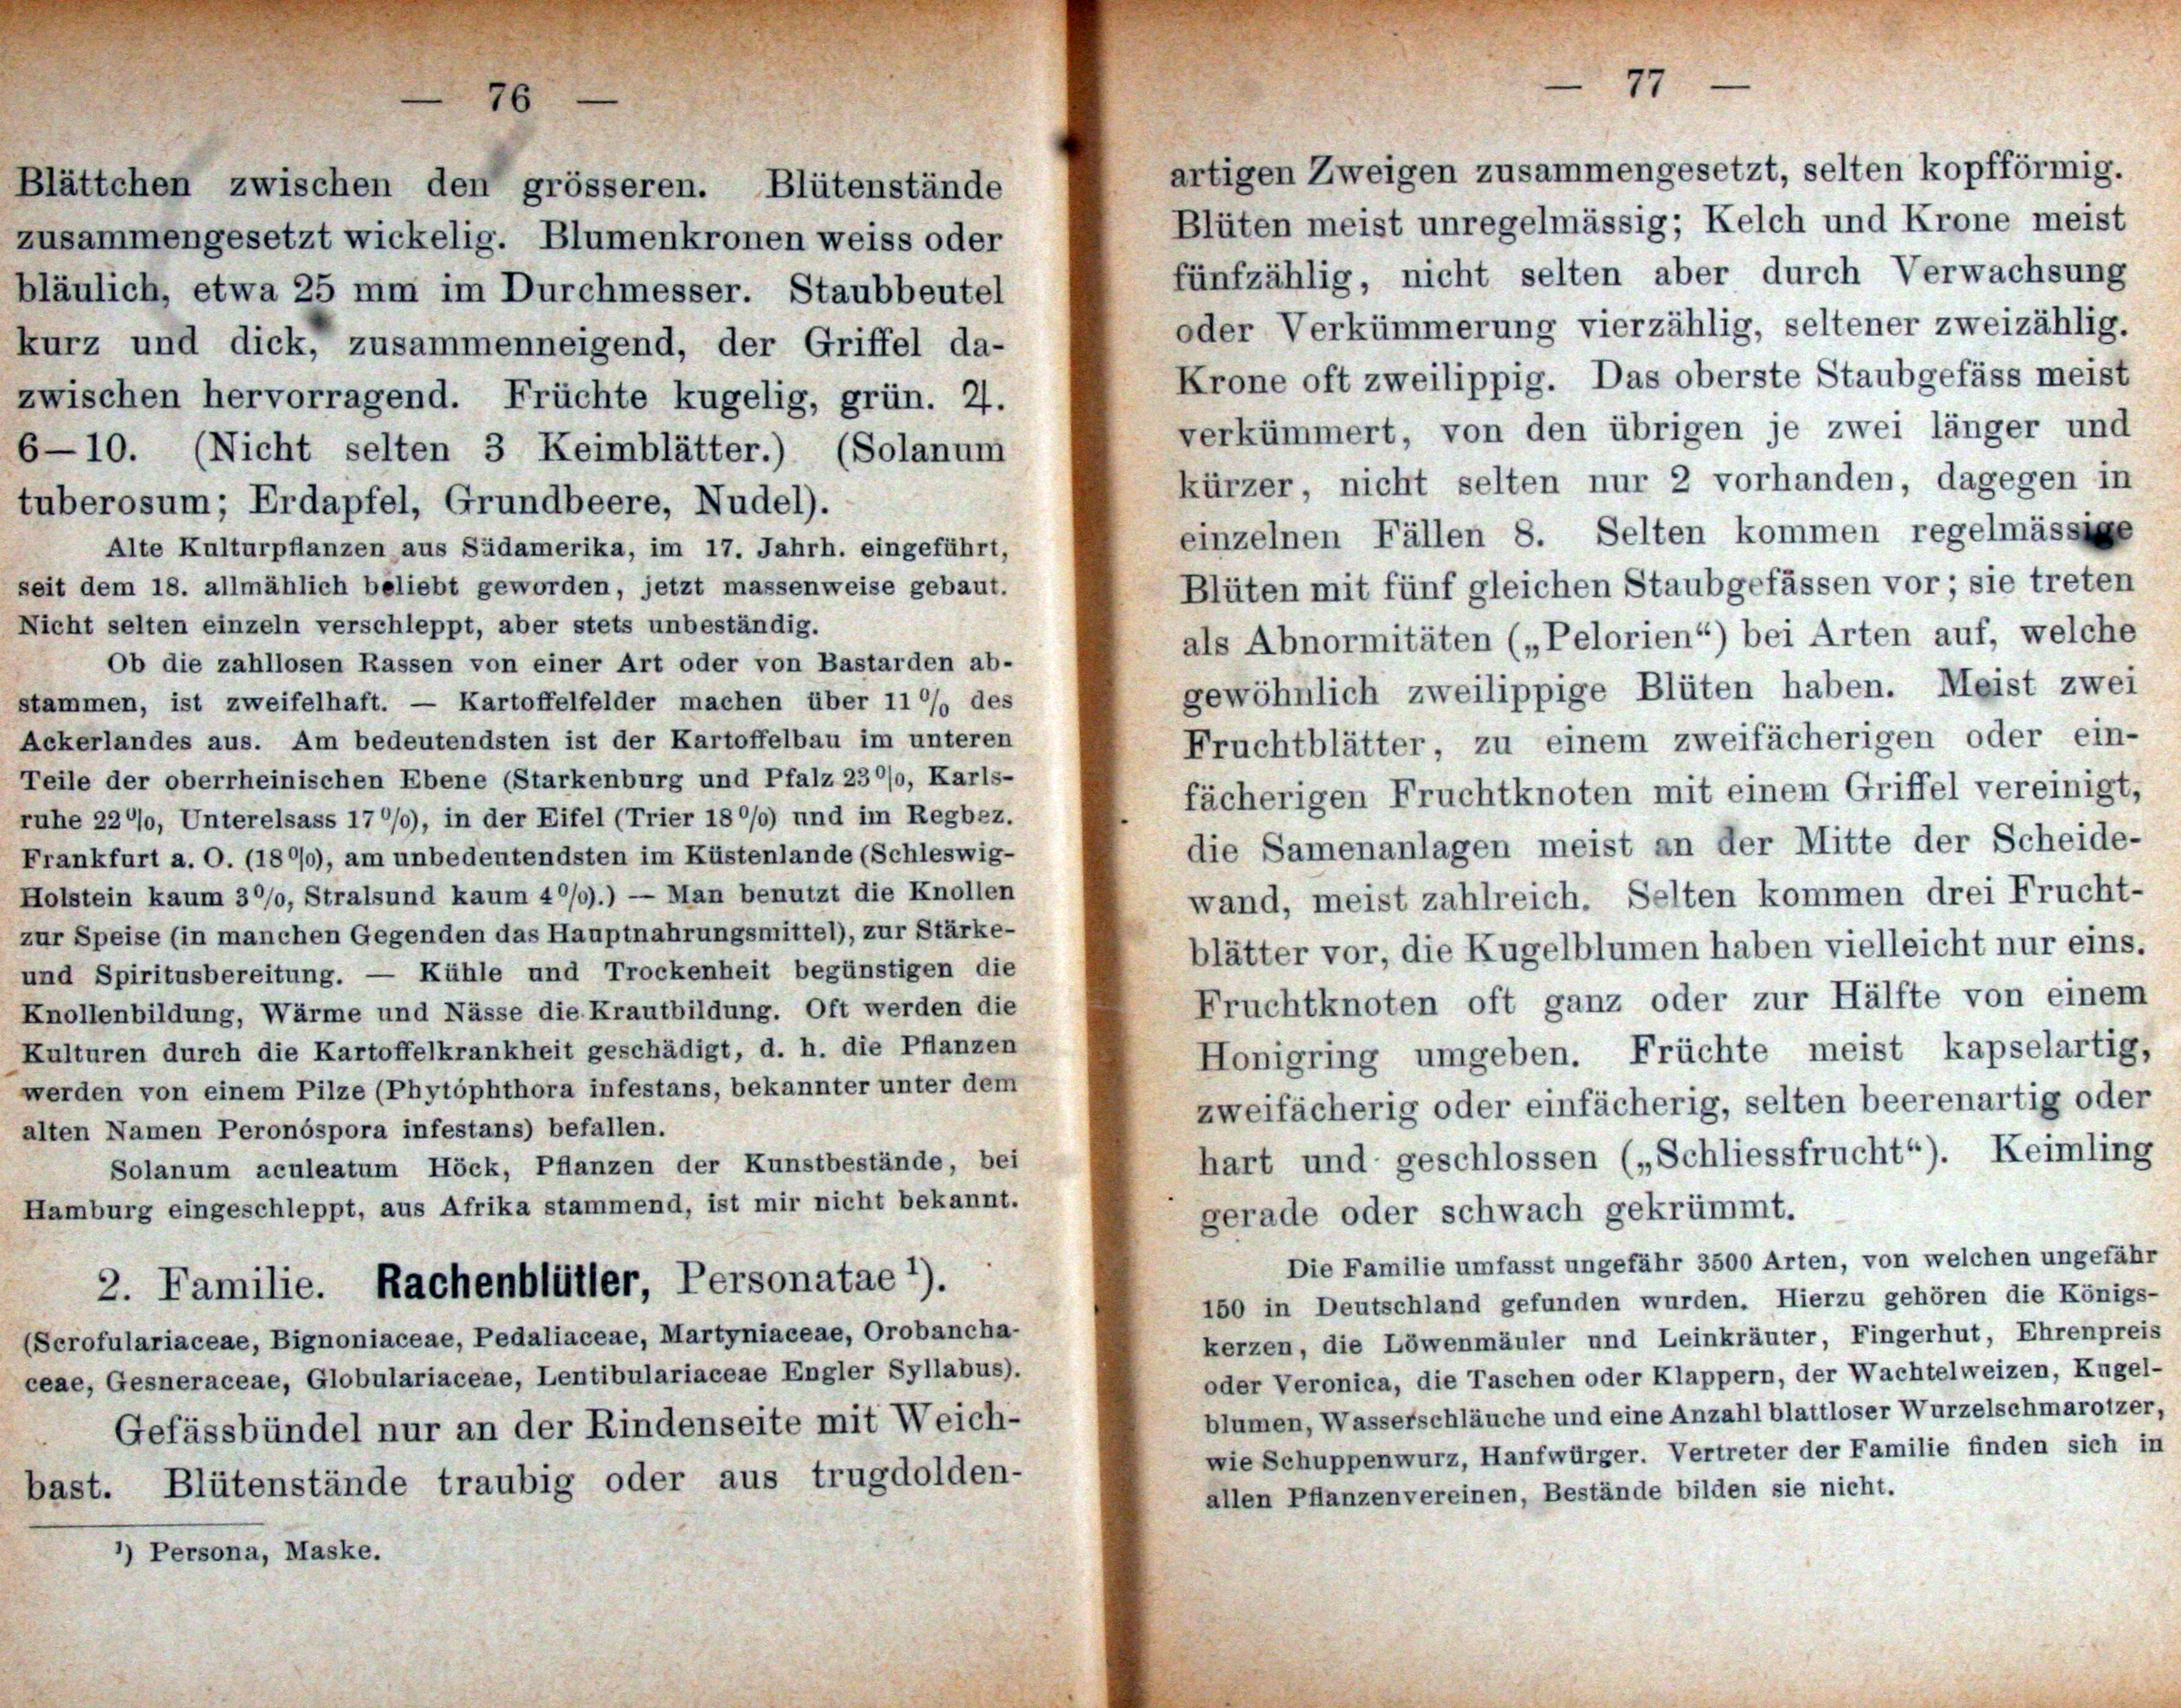 — 76 —
Blättchen zwischen den grösseren. Blütenstände
zusammengesetzt wickelig. Blumenkronen weiss oder
bläulich, etwa 25 mm im Durchmesser. Staubbeutel
kurz und dick, zusammenneigend, der Griffel da-
zwischen hervorragend. Früchte kugelig, grün. ♃.
6—10. (Nicht selten 3 Keimblätter.) (Solanum
tuberosum; Erdapfel, Grundbeere, Nudel).
Alte Kulturpflanzen aus Südamerika, im 17. Jahrh. eingeführt,
seit dem 18. allmählich beliebt geworden, jetzt massenweise gebaut.
Nicht selten einzeln verschleppt, aber stets unbeständig.
Ob die zahllosen Rassen von einer Art oder von Bastarden ab-
stammen, ist zweifelhaft. — Kartoffelfelder machen über 11 % des
Ackerlandes aus. Am bedeutendsten ist der Kartoffelbau im unteren
Teile der oberrheinischen Ebene (Starkenburg und Pfalz 23%, Karls-
ruhe 22%, Unterelsass 17%), in der Eifel (Trier 18%) und im Regbez.
Frankfurt a. O. (18%), am unbedeutendsten im Küstenlande (Schleswig-
Holstein kaum 3%, Stralsund kaum 4%).) — Man benutzt die Knollen
zur Speise (in manchen Gegenden das Hauptnahrungsmittel), zur Stärke-
und Spiritusbereitung. — Kühle und Trockenheit begünstigen die
Knollenbildung, Wärme und Nässe die Krautbildung. Oft werden die
Kulturen durch die Kartoffelkrankheit geschädigt, d. h. die Pflanzen
werden von einem Pilze (Phytóphthora infestans, bekannter unter dem
alten Namen Peronóspora infestans) befallen.
Solanum aculeatum Höck, Pflanzen der Kunstbestände, bei
Hamburg eingeschleppt, aus Afrika stammend, ist mir nicht bekannt.
2. Familie. Rachenblütler, Personatae ¹).
(Scrofulariaceae, Bignoniaceae, Pedaliaceae, Martyniaceae, Orobancha-
ceae, Gesneraceae, Globulariaceae, Lentibulariaceae Engler Syllabus).
Gefässbündel nur an der Rindenseite mit Weich-
bast. Blütenstände traubig oder aus trugdolden-
¹) Persona, Maske.
— 77 —
artigen Zweigen zusammengesetzt, selten kopfförmig.
Blüten meist unregelmässig; Kelch und Krone meist
fünfzählig, nicht selten aber durch Verwachsung
oder Verkümmerung vierzählig, seltener zweizählig.
Krone oft zweilippig. Das oberste Staubgefäss meist
verkümmert, von den übrigen je zwei länger und
kürzer, nicht selten nur 2 vorhanden, dagegen in
einzelnen Fällen 8. Selten kommen regelmässige
Blüten mit fünf gleichen Staubgefässen vor; sie treten
als Abnormitäten („Pelorien“) bei Arten auf, welche
gewöhnlich zweilippige Blüten haben. Meist zwei
Fruchtblätter, zu einem zweifächerigen oder ein-
fächerigen Fruchtknoten mit einem Griffel vereinigt,
die Samenanlagen meist an der Mitte der Scheide-
wand, meist zahlreich. Selten kommen drei Frucht-
blätter vor, die Kugelblumen haben vielleicht nur eins.
Fruchtknoten oft ganz oder zur Hälfte von einem
Honigring umgeben. Früchte meist kapselartig,
zweifächerig oder einfächerig, selten beerenartig oder
hart und geschlossen („Schliessfrucht“). Keimling
gerade oder schwach gekrümmt.
Die Familie umfasst ungefähr 3500 Arten, von welchen ungefähr
150 in Deutschland gefunden wurden. Hierzu gehören die Königs-
kerzen, die Löwenmäuler und Leinkräuter, Fingerhut, Ehrenpreis
oder Veronica, die Taschen oder Klappern, der Wachtelweizen, Kugel-
blumen, Wasserschläuche und eine Anzahl blattloser Wurzelschmarotzer,
wie Schuppenwurz, Hanfwürger. Vertreter der Familie finden sich in
allen Pflanzenvereinen, Bestände bilden sie nicht.